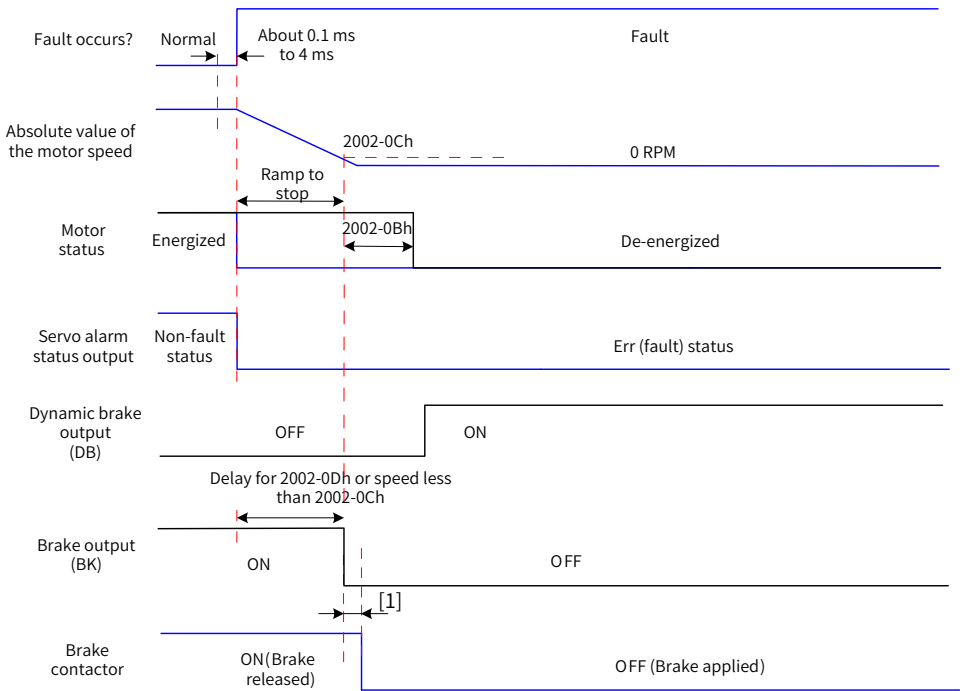 Fault occurs?
Normal
About 0.1 ms
to 4 ms
Fault
Absolute value of
the motor speed
2002-0Ch
0 RPM
Ramp to
stop
Motor
status
Energized
2002-0Bh
De-energized
Servo alarm
status output
Non-fault
status
Err (fault) status
Dynamic brake
output
(DB)
OFF
ON
Delay for 2002-0Dh or speed less
than 2002-0Ch
Brake output
(BK)
ON
OFF
[1]
Brake
contactor
ON(Brake
released)
OFF (Brake applied)